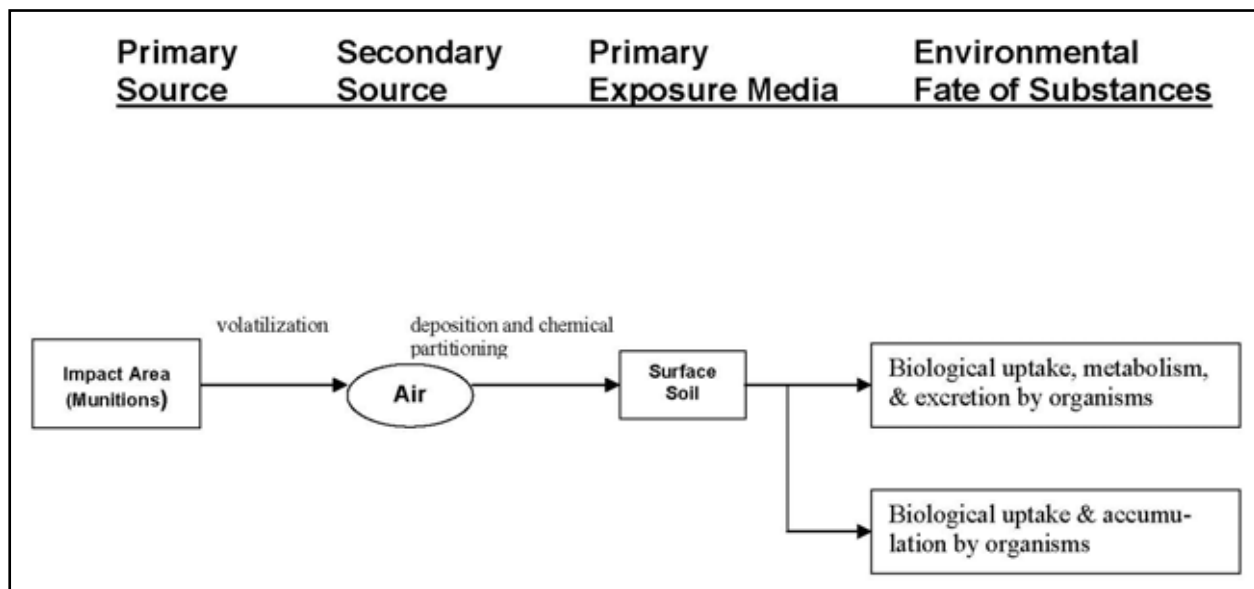 Primary Source
Secondary Source
Primary Exposure Media
Environmental Fate of Substances
volatilization
deposition and chemical
partitioning
Impact Area
(Munitions)
Air
Surface
Soil
Biological uptake, metabolism,
& excretion by organisms
Biological uptake & accumu-
lation by organisms